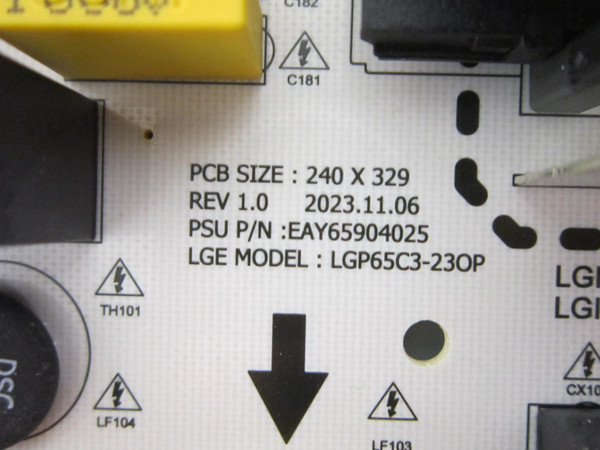 C182
C181
PCB SIZE : 240 X 329
REV 1.0 2023.11.06
PSU P/N :EAY65904025
LGE MODEL : LGP65C3-23OP
TH101
LF104
LF103
DSC